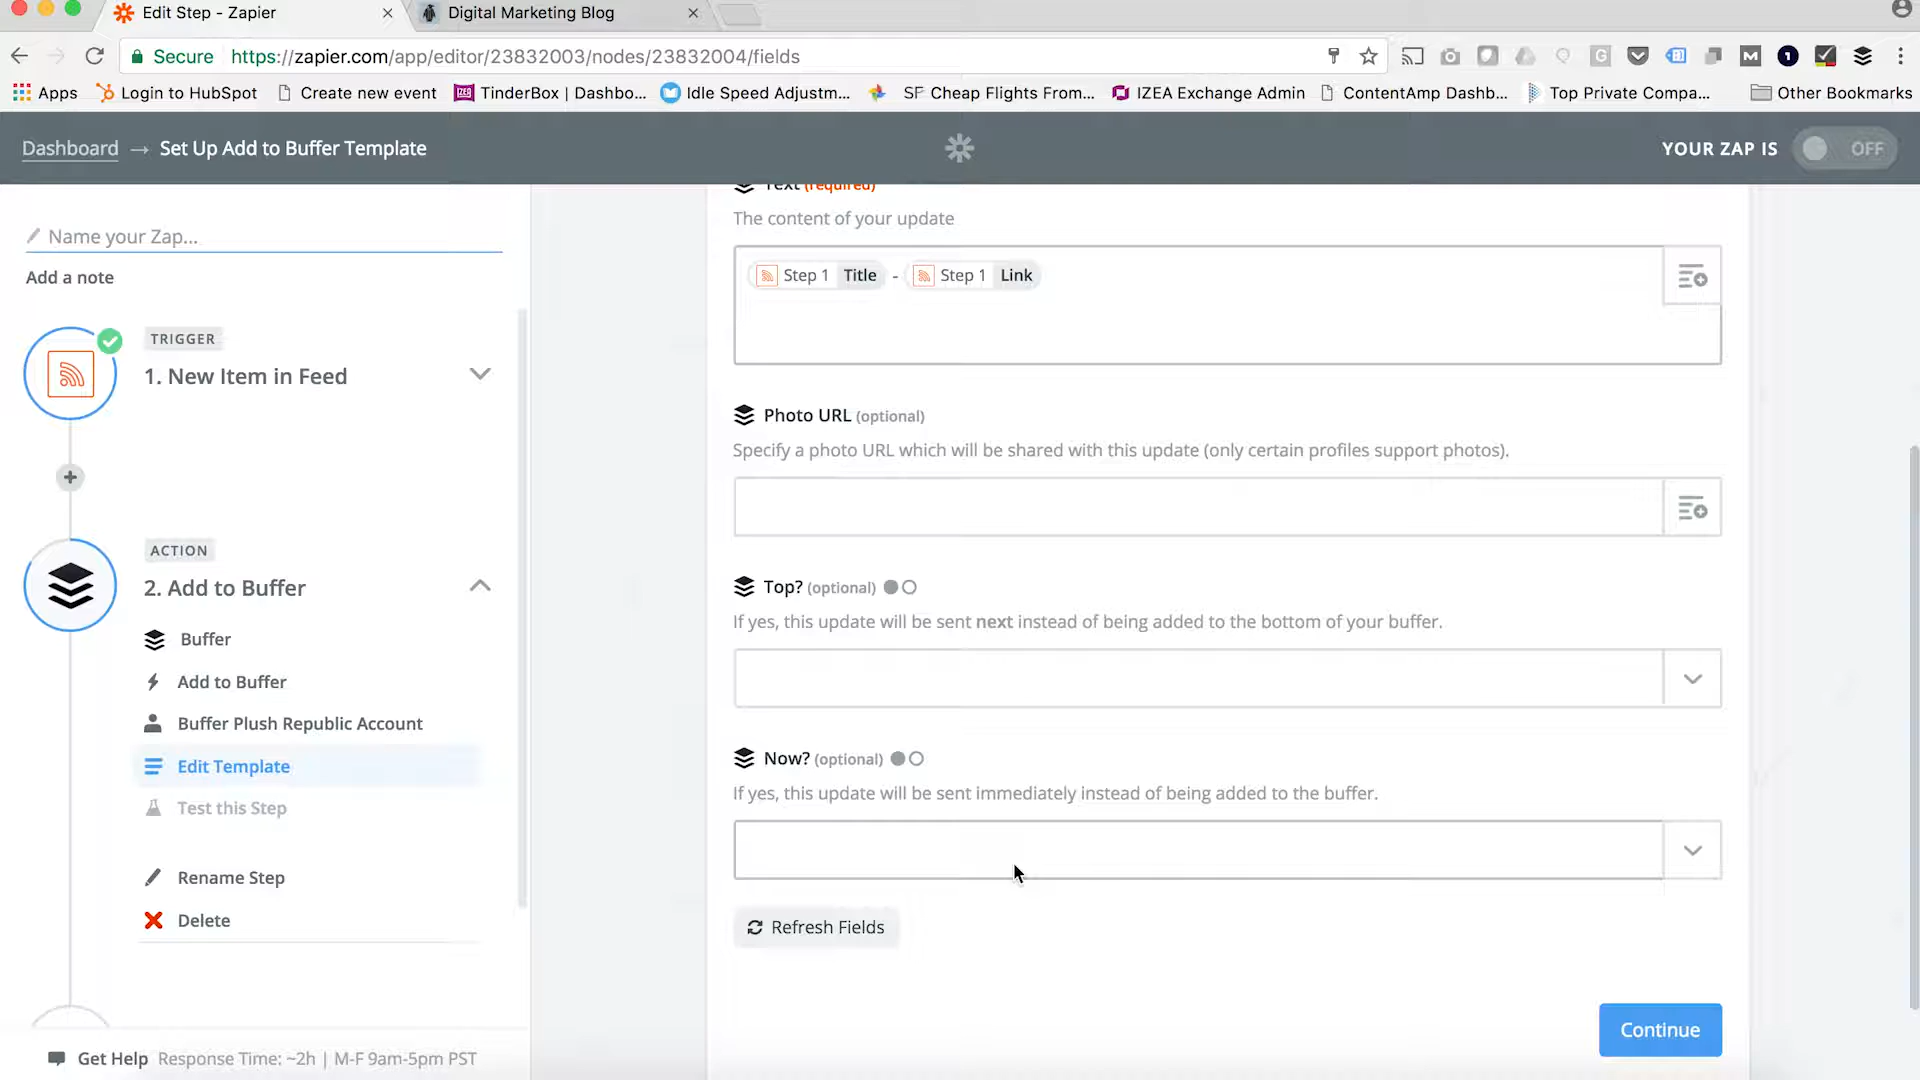 Edit Step - Zapier
Digital Marketing Blog
Secure https://zapier.com/app/editor/23832003/nodes/23832004/fields
Apps Login to HubSpot Create new event TinderBox | Dashbo... Idle Speed Adjustm... SF Cheap Flights From... IZEA Exchange Admin ContentAmp Dashb... Top Private Compa... Other Bookmarks
Dashboard → Set Up Add to Buffer Template
YOUR ZAP IS OFF
Name your Zap...
Add a note
TRIGGER
1. New Item in Feed
ACTION
2. Add to Buffer
Buffer
Add to Buffer
Buffer Plush Republic Account
Edit Template
Test this Step
Rename Step
Delete
Get Help Response Time: ~2h | M-F 9am-5pm PST
Text (required)
The content of your update
Step 1 Title - Step 1 Link
Photo URL (optional)
Specify a photo URL which will be shared with this update (only certain profiles support photos).
Top? (optional)
If yes, this update will be sent next instead of being added to the bottom of your buffer.
Now? (optional)
If yes, this update will be sent immediately instead of being added to the buffer.
Refresh Fields
Continue